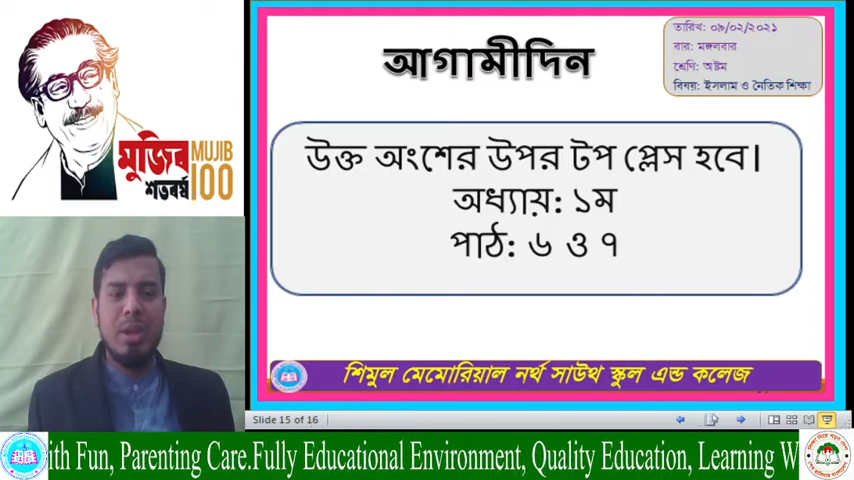 মুজিব
শতবর্ষ
MUJIB
100
আগামীদিন
তারিখ: ০৯/০২/২০২১
বার: মঙ্গলবার
শ্রেণি: অষ্টম
বিষয়: ইসলাম ও নৈতিক শিক্ষা
উক্ত অংশের উপর টপ প্লেস হবে।
অধ্যায়: ১ম
পাঠ: ৬ ও ৭
শিমুল মেমোরিয়াল নর্থ সাউথ স্কুল এন্ড কলেজ
Slide 15 of 16
ith Fun, Parenting Care.Fully Educational Environment, Quality Education, Learning W